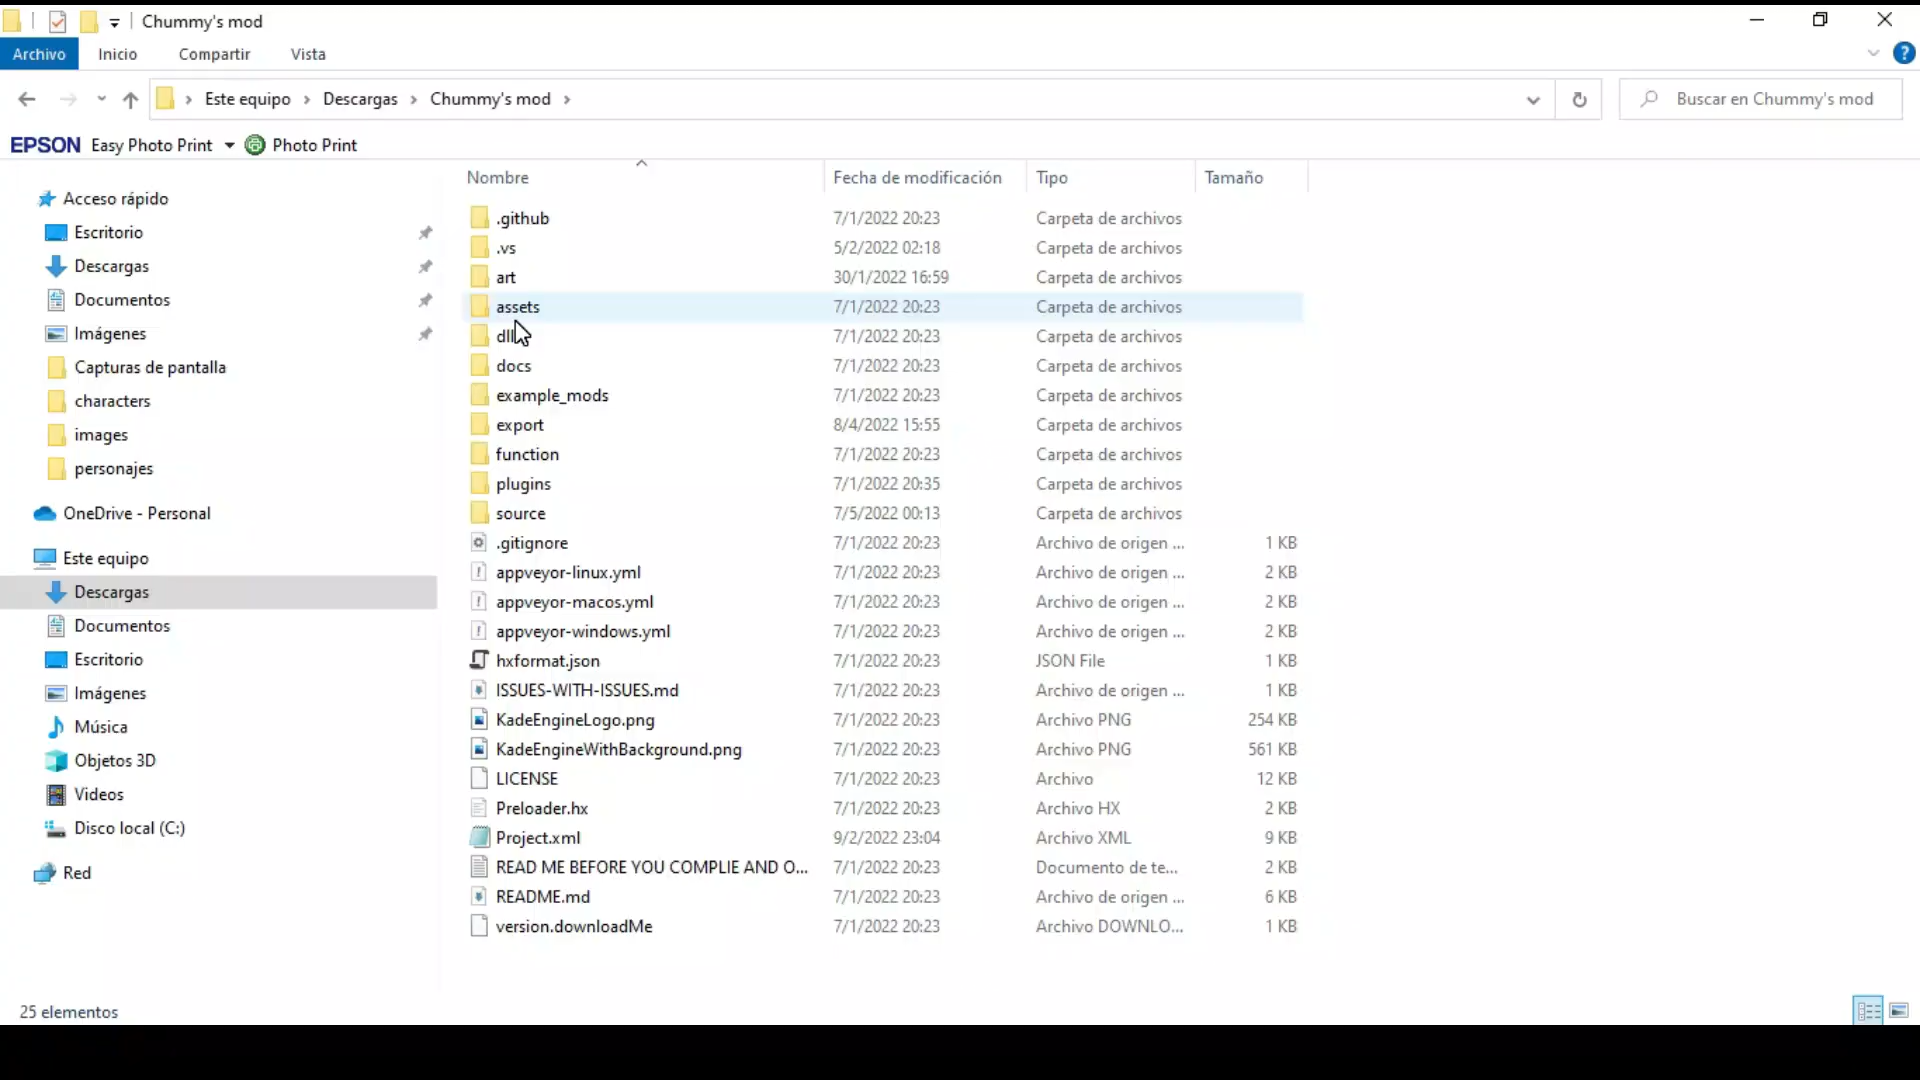 Chummy's mod
Archivo Inicio Compartir Vista
Este equipo > Descargas > Chummy's mod >
Buscar en Chummy's mod
EPSON Easy Photo Print Photo Print
Nombre Fecha de modificación Tipo Tamaño
Acceso rápido
Escritorio
Descargas
Documentos
Imágenes
Capturas de pantalla
characters
images
personajes
OneDrive - Personal
Este equipo
Descargas
Documentos
Escritorio
Imágenes
Música
Objetos 3D
Videos
Disco local (C:)
Red
.github 7/1/2022 20:23 Carpeta de archivos
.vs 5/2/2022 02:18 Carpeta de archivos
art 30/1/2022 16:59 Carpeta de archivos
assets 7/1/2022 20:23 Carpeta de archivos
dll 7/1/2022 20:23 Carpeta de archivos
docs 7/1/2022 20:23 Carpeta de archivos
example_mods 7/1/2022 20:23 Carpeta de archivos
export 8/4/2022 15:55 Carpeta de archivos
function 7/1/2022 20:23 Carpeta de archivos
plugins 7/1/2022 20:35 Carpeta de archivos
source 7/5/2022 00:13 Carpeta de archivos
.gitignore 7/1/2022 20:23 Archivo de origen ... 1 KB
appveyor-linux.yml 7/1/2022 20:23 Archivo de origen ... 2 KB
appveyor-macos.yml 7/1/2022 20:23 Archivo de origen ... 2 KB
appveyor-windows.yml 7/1/2022 20:23 Archivo de origen ... 2 KB
hxformat.json 7/1/2022 20:23 JSON File 1 KB
ISSUES-WITH-ISSUES.md 7/1/2022 20:23 Archivo de origen ... 1 KB
KadeEngineLogo.png 7/1/2022 20:23 Archivo PNG 254 KB
KadeEngineWithBackground.png 7/1/2022 20:23 Archivo PNG 561 KB
LICENSE 7/1/2022 20:23 Archivo 12 KB
Preloader.hx 7/1/2022 20:23 Archivo HX 2 KB
Project.xml 9/2/2022 23:04 Archivo XML 9 KB
READ ME BEFORE YOU COMPLIE AND O... 7/1/2022 20:23 Documento de te... 2 KB
README.md 7/1/2022 20:23 Archivo de origen ... 6 KB
version.downloadMe 7/1/2022 20:23 Archivo DOWNLO... 1 KB
25 elementos